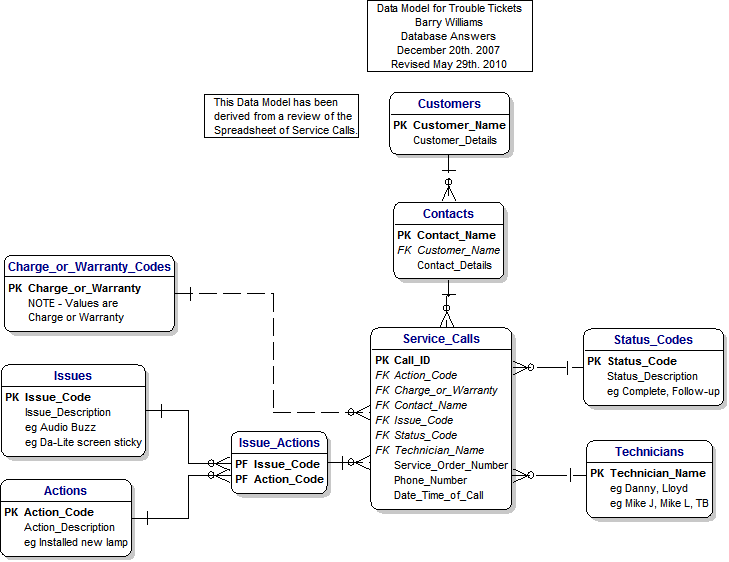 Data Model for Trouble Tickets
Barry Williams
Database Answers
December 20th. 2007
Revised May 29th. 2010
This Data Model has been
derived from a review of the
Spreadsheet of Service Calls.
Customers
PK Customer_Name
Customer_Details
Contacts
PK Contact_Name
FK Customer_Name
Contact_Details
Charge_or_Warranty_Codes
PK Charge_or_Warranty
NOTE - Values are
Charge or Warranty
Service_Calls
PK Call_ID
FK Action_Code
FK Charge_or_Warranty
FK Contact_Name
FK Issue_Code
FK Status_Code
FK Technician_Name
Service_Order_Number
Phone_Number
Date_Time_of_Call
Status_Codes
PK Status_Code
Status_Description
eg Complete, Follow-up
Issues
PK Issue_Code
Issue_Description
eg Audio Buzz
eg Da-Lite screen sticky
Issue_Actions
PF Issue_Code
PF Action_Code
Technicians
PK Technician_Name
eg Danny, Lloyd
eg Mike J, Mike L, TB
Actions
PK Action_Code
Action_Description
eg Installed new lamp